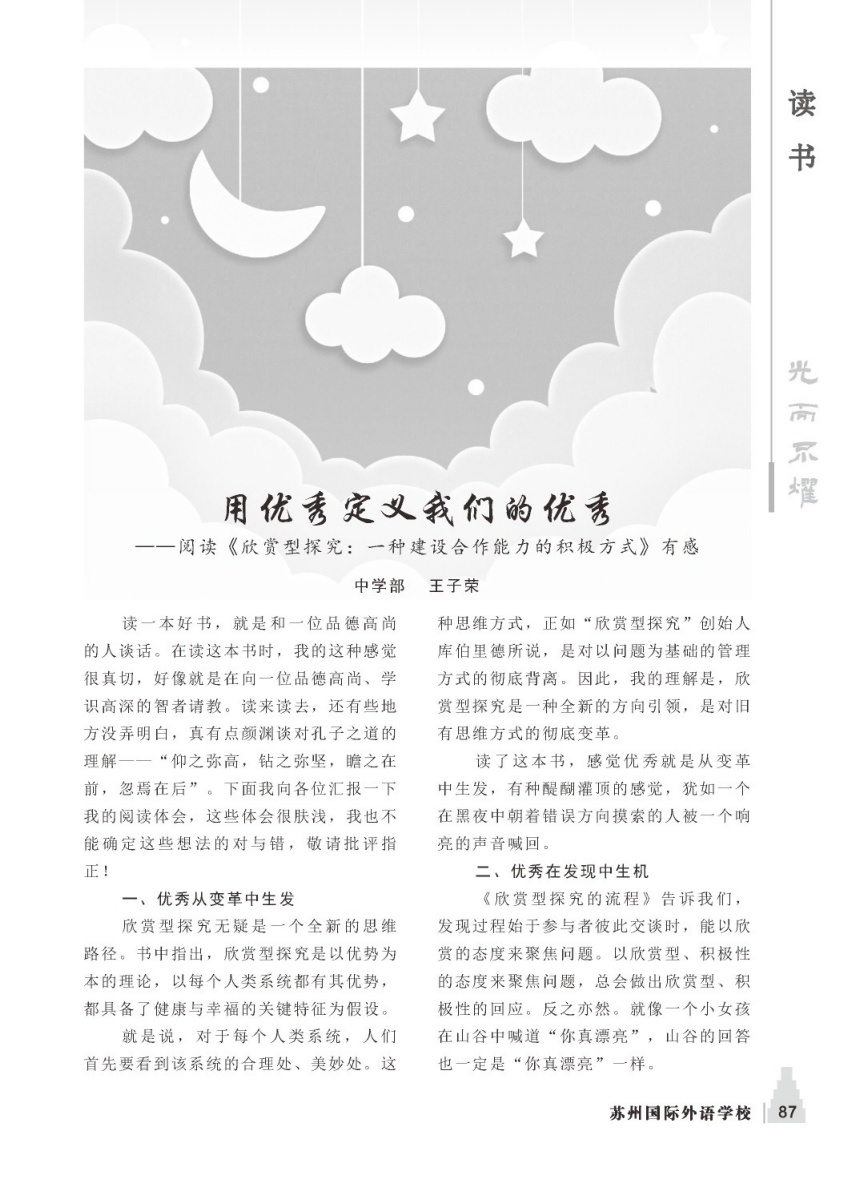 读书
光而不耀
用优秀定义我们的优秀
——阅读《欣赏型探究：一种建设合作能力的积极方式》有感
中学部 王子荣
读一本好书，就是和一位品德高尚
的人谈话。在读这本书时，我的这种感觉
很真切，好像就是在向一位品德高尚、学
识高深的智者请教。读来读去，还有些地
方没弄明白，真有点颜渊谈对孔子之道的
理解——“仰之弥高，钻之弥坚，瞻之在
前，忽焉在后”。下面我向各位汇报一下
我的阅读体会，这些体会很肤浅，我也不
能确定这些想法的对与错，敬请批评指
正！
一、优秀从变革中生发
欣赏型探究无疑是一个全新的思维
路径。书中指出，欣赏型探究是以优势为
本的理论，以每个人类系统都有其优势，
都具备了健康与幸福的关键特征为假设。
就是说，对于每个人类系统，人们
首先要看到该系统的合理处、美妙处。这
种思维方式，正如“欣赏型探究”创始人
库伯里德所说，是对以问题为基础的管理
方式的彻底背离。因此，我的理解是，欣
赏型探究是一种全新的方向引领，是对旧
有思维方式的彻底变革。
读了这本书，感觉优秀就是从变革
中生发，有种醍醐灌顶的感觉，犹如一个
在黑夜中朝着错误方向摸索的人被一个响
亮的声音喊回。
二、优秀在发现中生机
《欣赏型探究的流程》告诉我们，
发现过程始于参与者彼此交谈时，能以欣
赏的态度来聚焦问题。以欣赏型、积极性
的态度来聚焦问题，总会做出欣赏型、积
极性的回应。反之亦然。就像一个小女孩
在山谷中喊道“你真漂亮”，山谷的回答
也一定是“你真漂亮”一样。
苏州国际外语学校 87